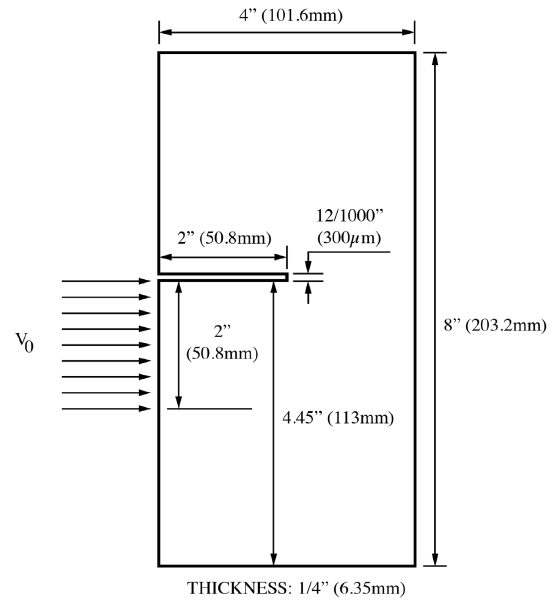 4” (101.6mm)
12/1000”
(300μm)
2” (50.8mm)
2”
(50.8mm)
V0
8” (203.2mm)
4.45” (113mm)
THICKNESS: 1/4” (6.35mm)